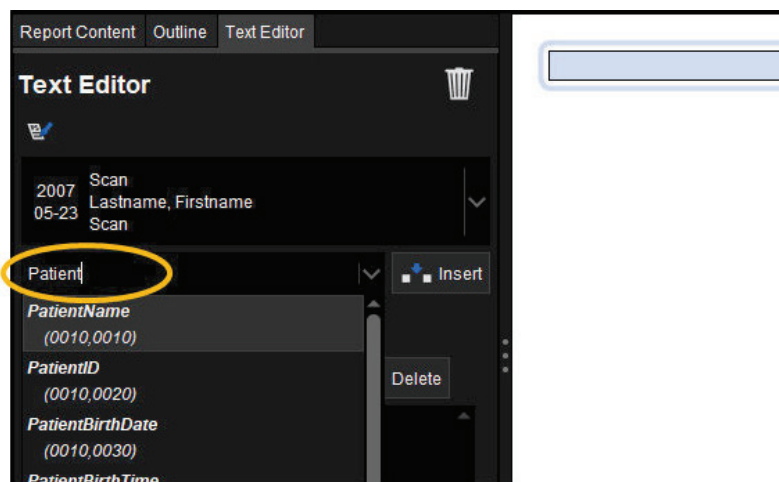 Report Content Outline Text Editor
Text Editor
2007
05-23
Scan
Lastname, Firstname
Scan
Patient
Insert
PatientName
(0010,0010)
PatientID
(0010,0020)
Delete
PatientBirthDate
(0010,0030)
PatientBirthTime